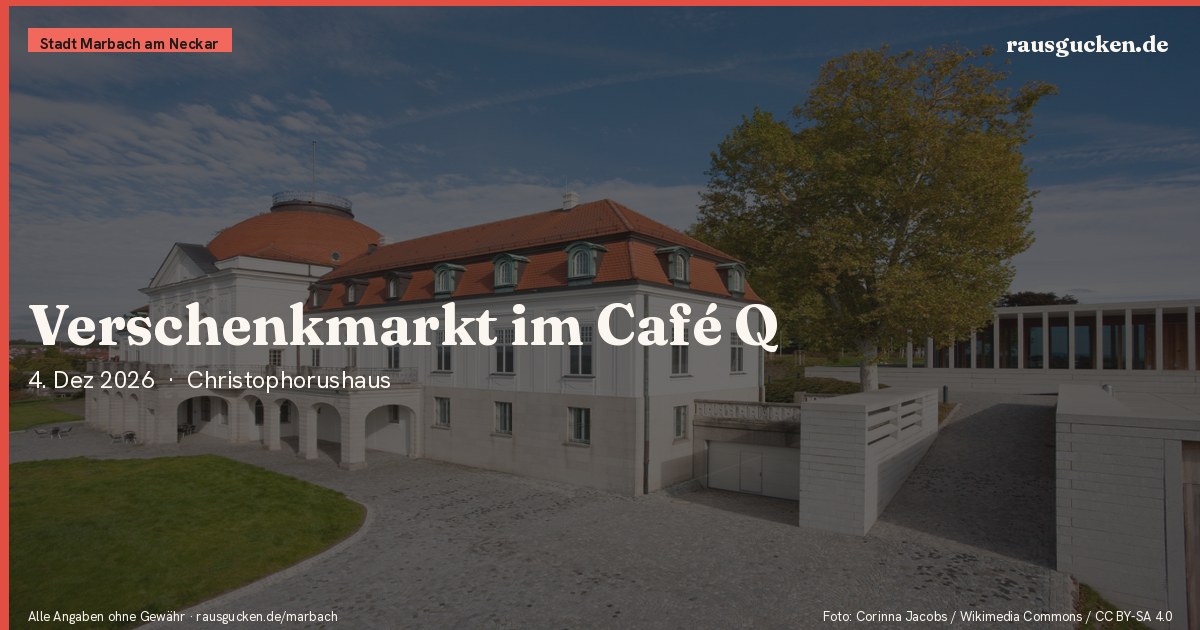 Stadt Marbach am Neckar
rausgucken.de
Verschenkmarkt im Café Q
4. Dez 2026 · Christophorushaus
Alle Angaben ohne Gewähr · rausgucken.de/marbach
Foto: Corinna Jacobs / Wikimedia Commons / CC BY-SA 4.0